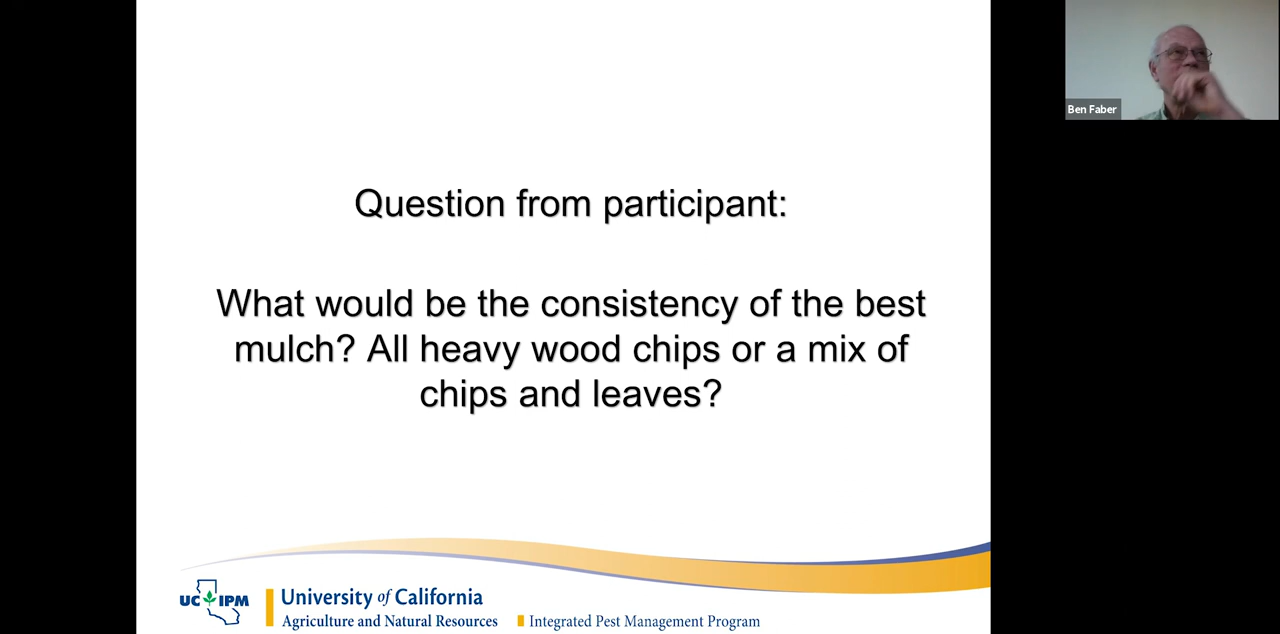 Ben Faber
Question from participant:
What would be the consistency of the best
mulch? All heavy wood chips or a mix of
chips and leaves?
UC IPM
University of California
Agriculture and Natural Resources
Integrated Pest Management Program